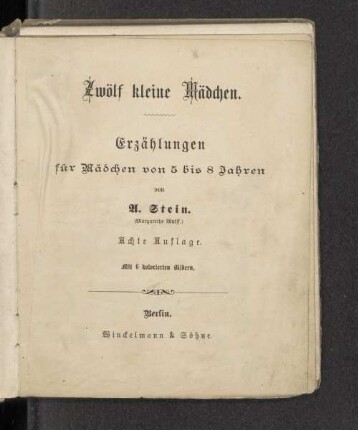 Zwölf kleine Mädchen.
Erzählungen
für Mädchen von 5 bis 8 Jahren
von
A. Stein.
(Margarethe Wulff.)
Achte Auflage.
Mit 6 kolorierten Bildern.
Berlin.
Winckelmann & Söhne.